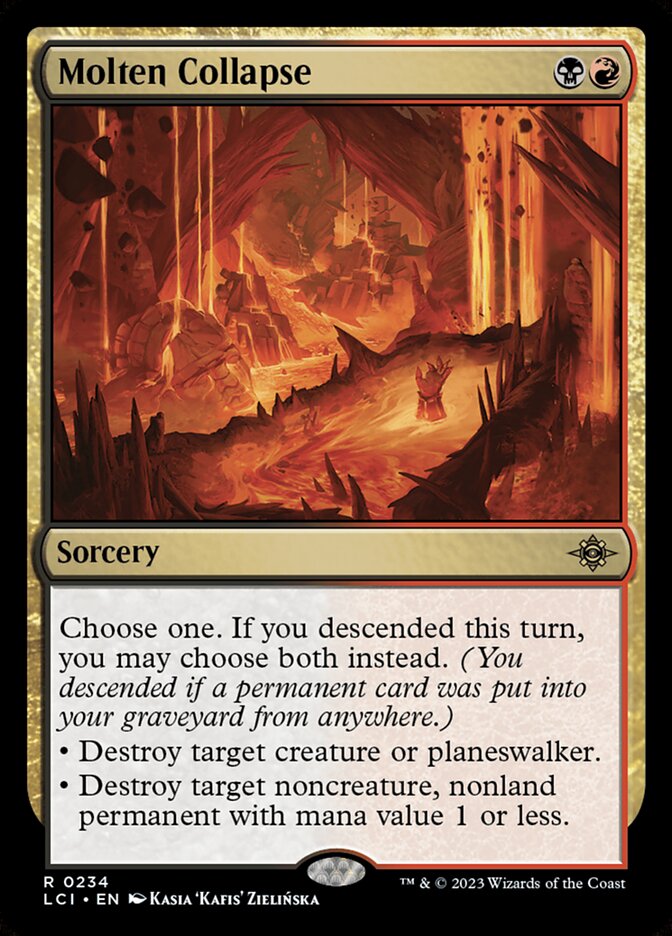 Molten Collapse
Sorcery
Choose one. If you descended this turn,
you may choose both instead. (You
descended if a permanent card was put into
your graveyard from anywhere.)
• Destroy target creature or planeswalker.
• Destroy target noncreature, nonland
permanent with mana value 1 or less.
R 0234
LCI • EN Kasia 'Kafis' Zielińska
™ & © 2023 Wizards of the Coast